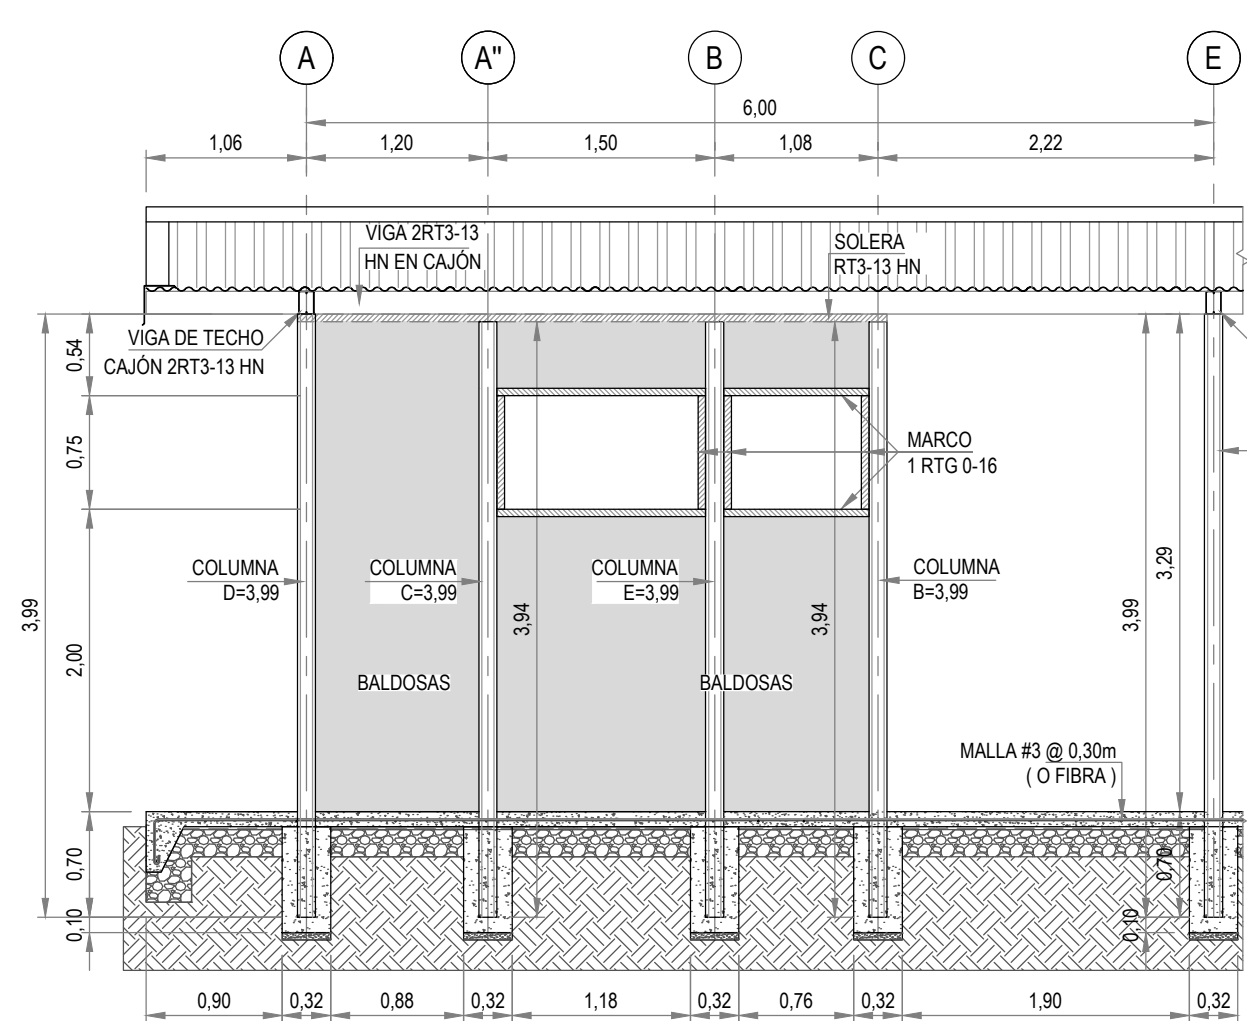 A
A"
B
C
E
6,00
1,06
1,20
1,50
1,08
2,22
VIGA 2RT3-13
HN EN CAJÓN
SOLERA
RT3-13 HN
VIGA DE TECHO
CAJÓN 2RT3-13 HN
0,54
0,75
MARCO
1 RTG 0-16
COLUMNA
D=3,99
COLUMNA
C=3,99
COLUMNA
E=3,99
COLUMNA
B=3,99
3,99
2,00
3,94
3,94
3,99
3,29
BALDOSAS
BALDOSAS
MALLA #3 @ 0,30m
( O FIBRA )
0,70
0,10
0,70
0,10
0,90
0,32
0,88
0,32
1,18
0,32
0,76
0,32
1,90
0,32